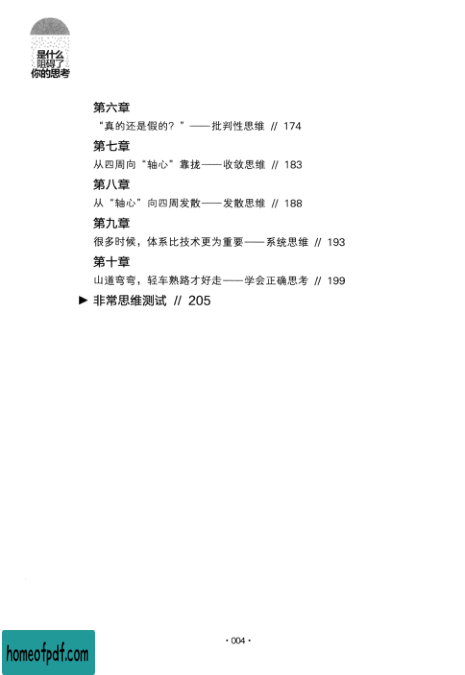 是什么
阻碍了
你的思考
第六章
“真的还是假的？”——批判性思维 // 174
第七章
从四周向“轴心”靠拢——收敛思维 // 183
第八章
从“轴心”向四周发散——发散思维 // 188
第九章
很多时候，体系比技术更为重要——系统思维 // 193
第十章
山道弯弯，轻车熟路才好走——学会正确思考 // 199
▶ 非常思维测试 // 205
·004·
homeofpdf.com